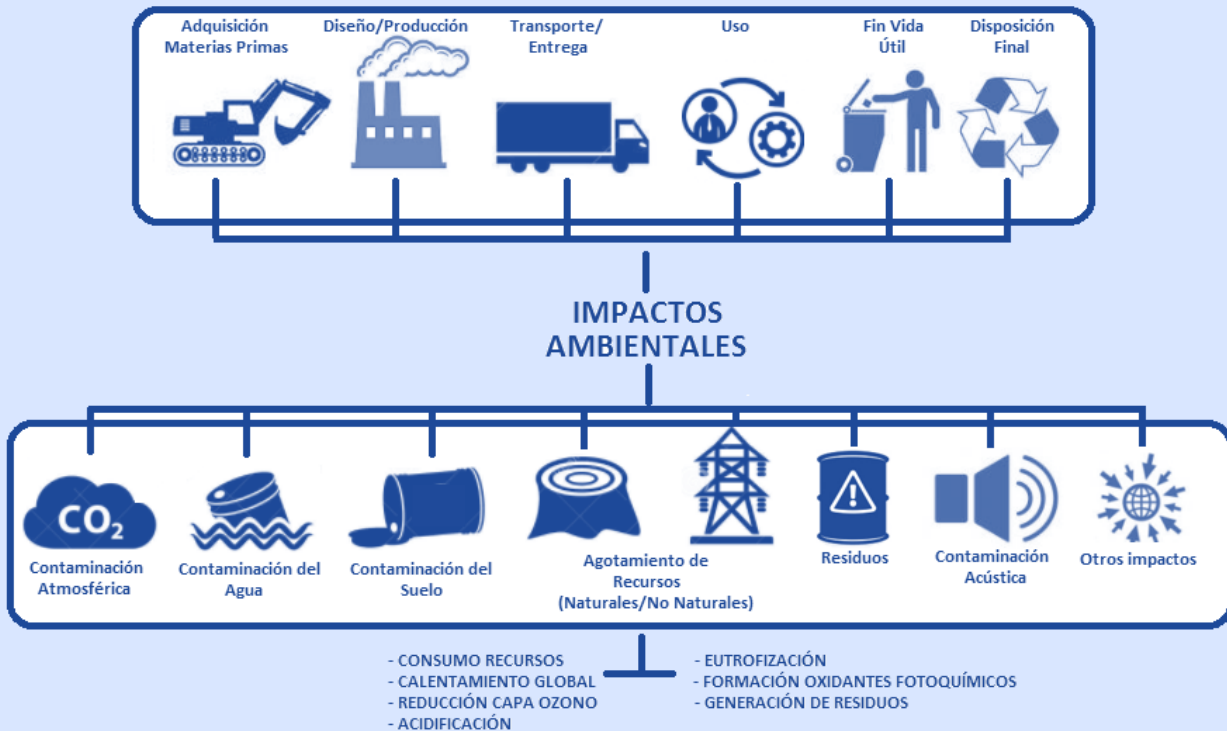 Adquisición
Materias Primas
Diseño/Producción
Transporte/
Entrega
Uso
Fin Vida
Útil
Disposición
Final
IMPACTOS
AMBIENTALES
CO2
Contaminación
Atmosférica
Contaminación del
Agua
Contaminación del
Suelo
Agotamiento de
Recursos
(Naturales/No Naturales)
Residuos
Contaminación
Acústica
Otros impactos
- CONSUMO RECURSOS
- CALENTAMIENTO GLOBAL
- REDUCCIÓN CAPA OZONO
- ACIDIFICACIÓN
- EUTROFIZACIÓN
- FORMACIÓN OXIDANTES FOTOQUÍMICOS
- GENERACIÓN DE RESIDUOS